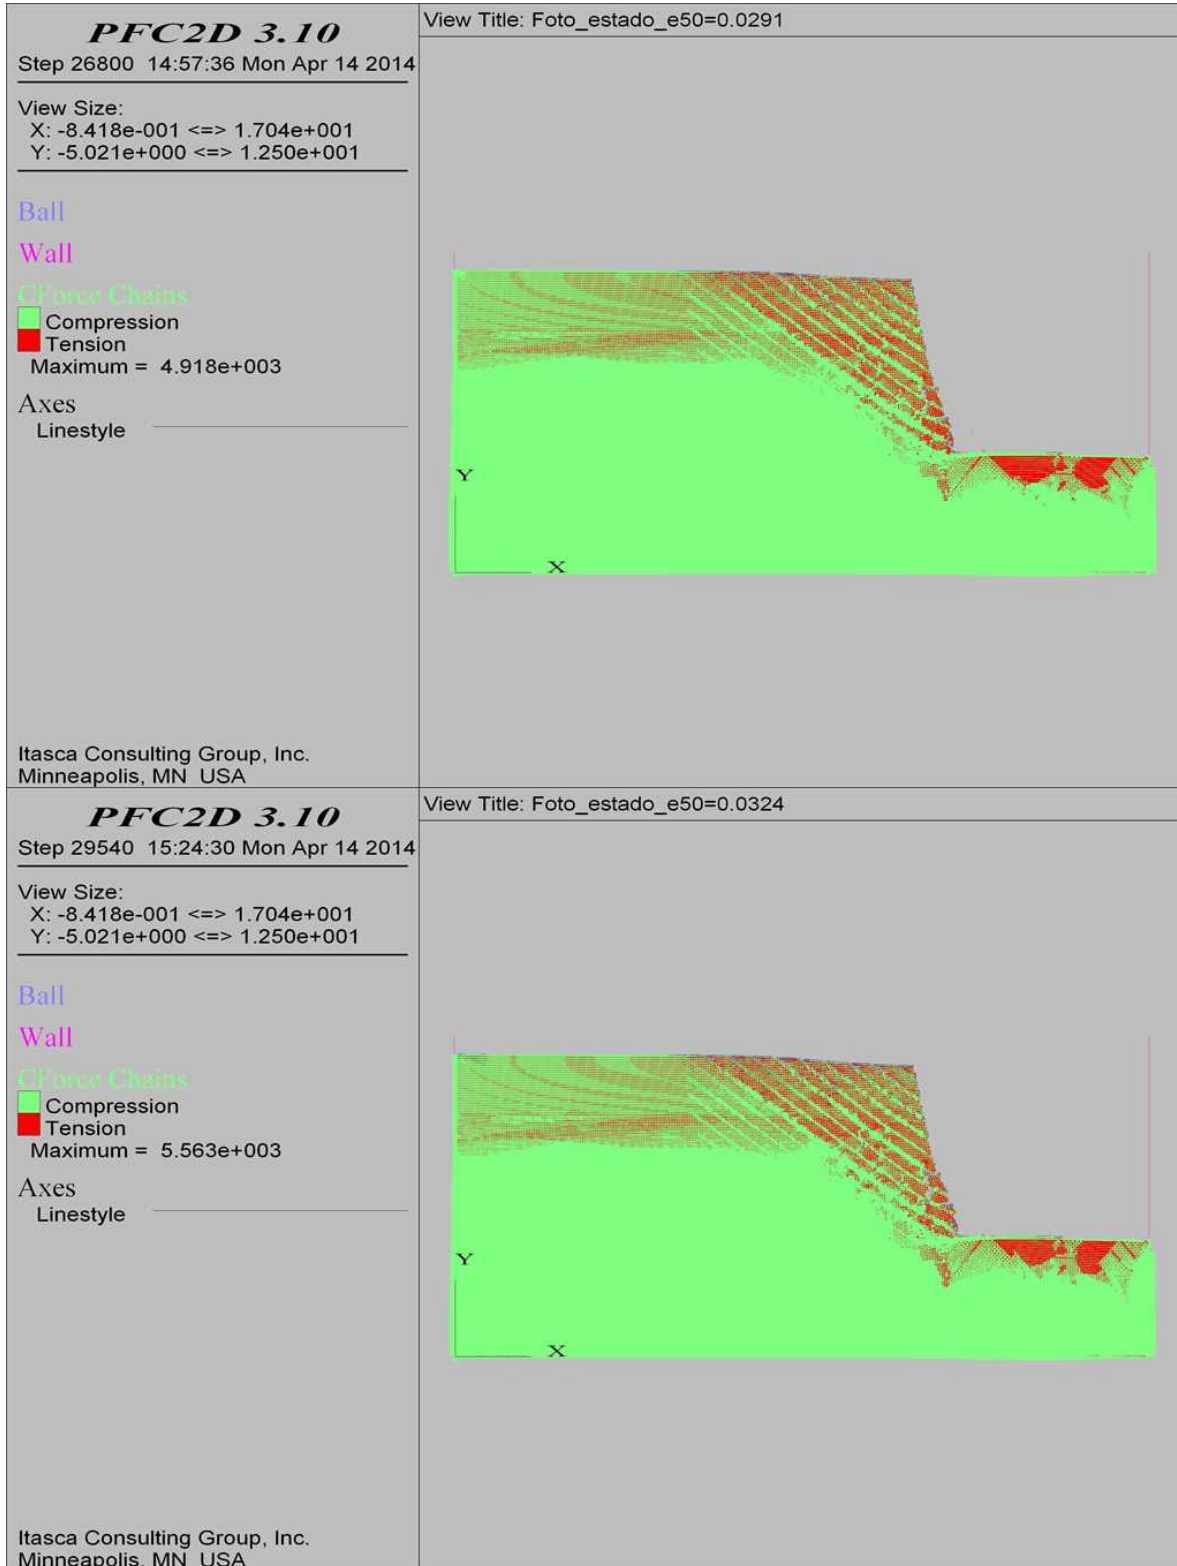 PFC2D 3.10
Step 26800 14:57:36 Mon Apr 14 2014
View Size:
X: -8.418e-001 <=> 1.704e+001
Y: -5.021e+000 <=> 1.250e+001
Ball
Wall
CForce Chains
Compression
Tension
Maximum = 4.918e+003
Axes
Linestyle
Itasca Consulting Group, Inc.
Minneapolis, MN USA
View Title: Foto_estado_e50=0.0291
Y
X
PFC2D 3.10
Step 29540 15:24:30 Mon Apr 14 2014
View Size:
X: -8.418e-001 <=> 1.704e+001
Y: -5.021e+000 <=> 1.250e+001
Ball
Wall
CForce Chains
Compression
Tension
Maximum = 5.563e+003
Axes
Linestyle
Itasca Consulting Group, Inc.
Minneapolis, MN USA
View Title: Foto_estado_e50=0.0324
Y
X